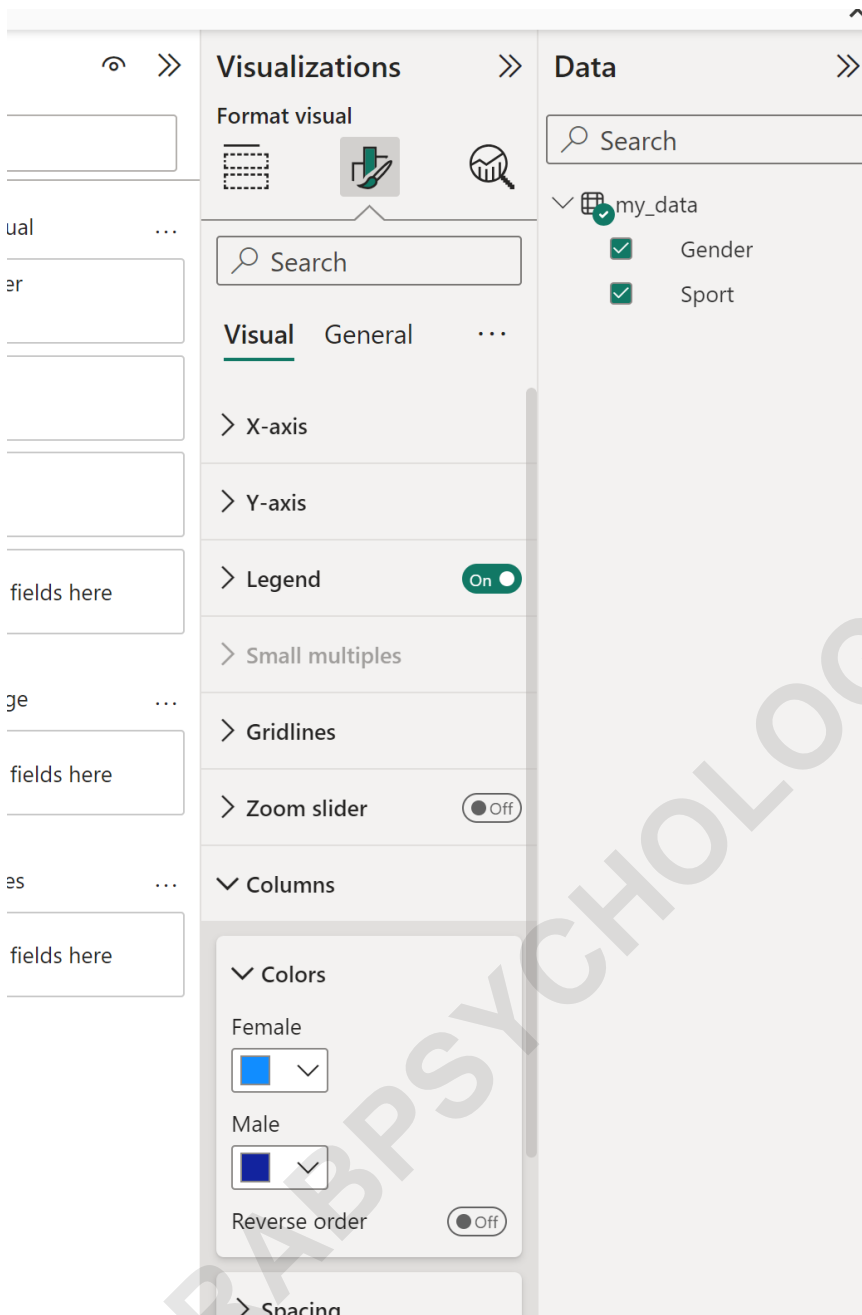 Visualizations
Data
Format visual
Search
my_data
Gender
Sport
ual
...
er
fields here
ge
...
fields here
es
...
fields here
Search
Visual General ...
X-axis
Y-axis
Legend On
Small multiples
Gridlines
Zoom slider Off
Columns
Colors
Female
Male
Reverse order Off
Spacing
BABPSYCHOLOG